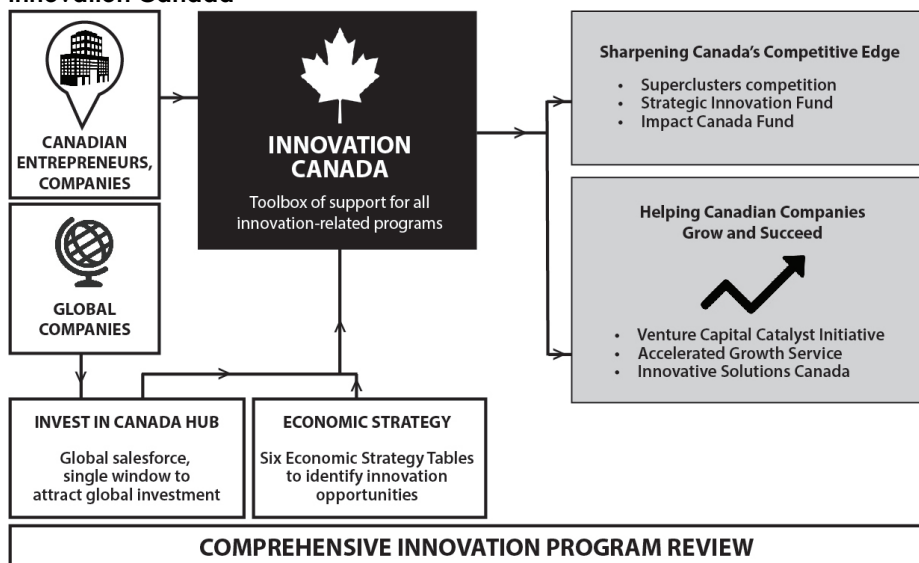 Innovation Canada
CANADIAN
ENTREPRENEURS,
COMPANIES
GLOBAL
COMPANIES
INNOVATION
CANADA
Toolbox of support for all
innovation-related programs
Sharpening Canada's Competitive Edge
• Superclusters competition
• Strategic Innovation Fund
• Impact Canada Fund
Helping Canadian Companies
Grow and Succeed
• Venture Capital Catalyst Initiative
• Accelerated Growth Service
• Innovative Solutions Canada
INVEST IN CANADA HUB
Global salesforce,
single window to
attract global investment
ECONOMIC STRATEGY
Six Economic Strategy Tables
to identify innovation
opportunities
COMPREHENSIVE INNOVATION PROGRAM REVIEW